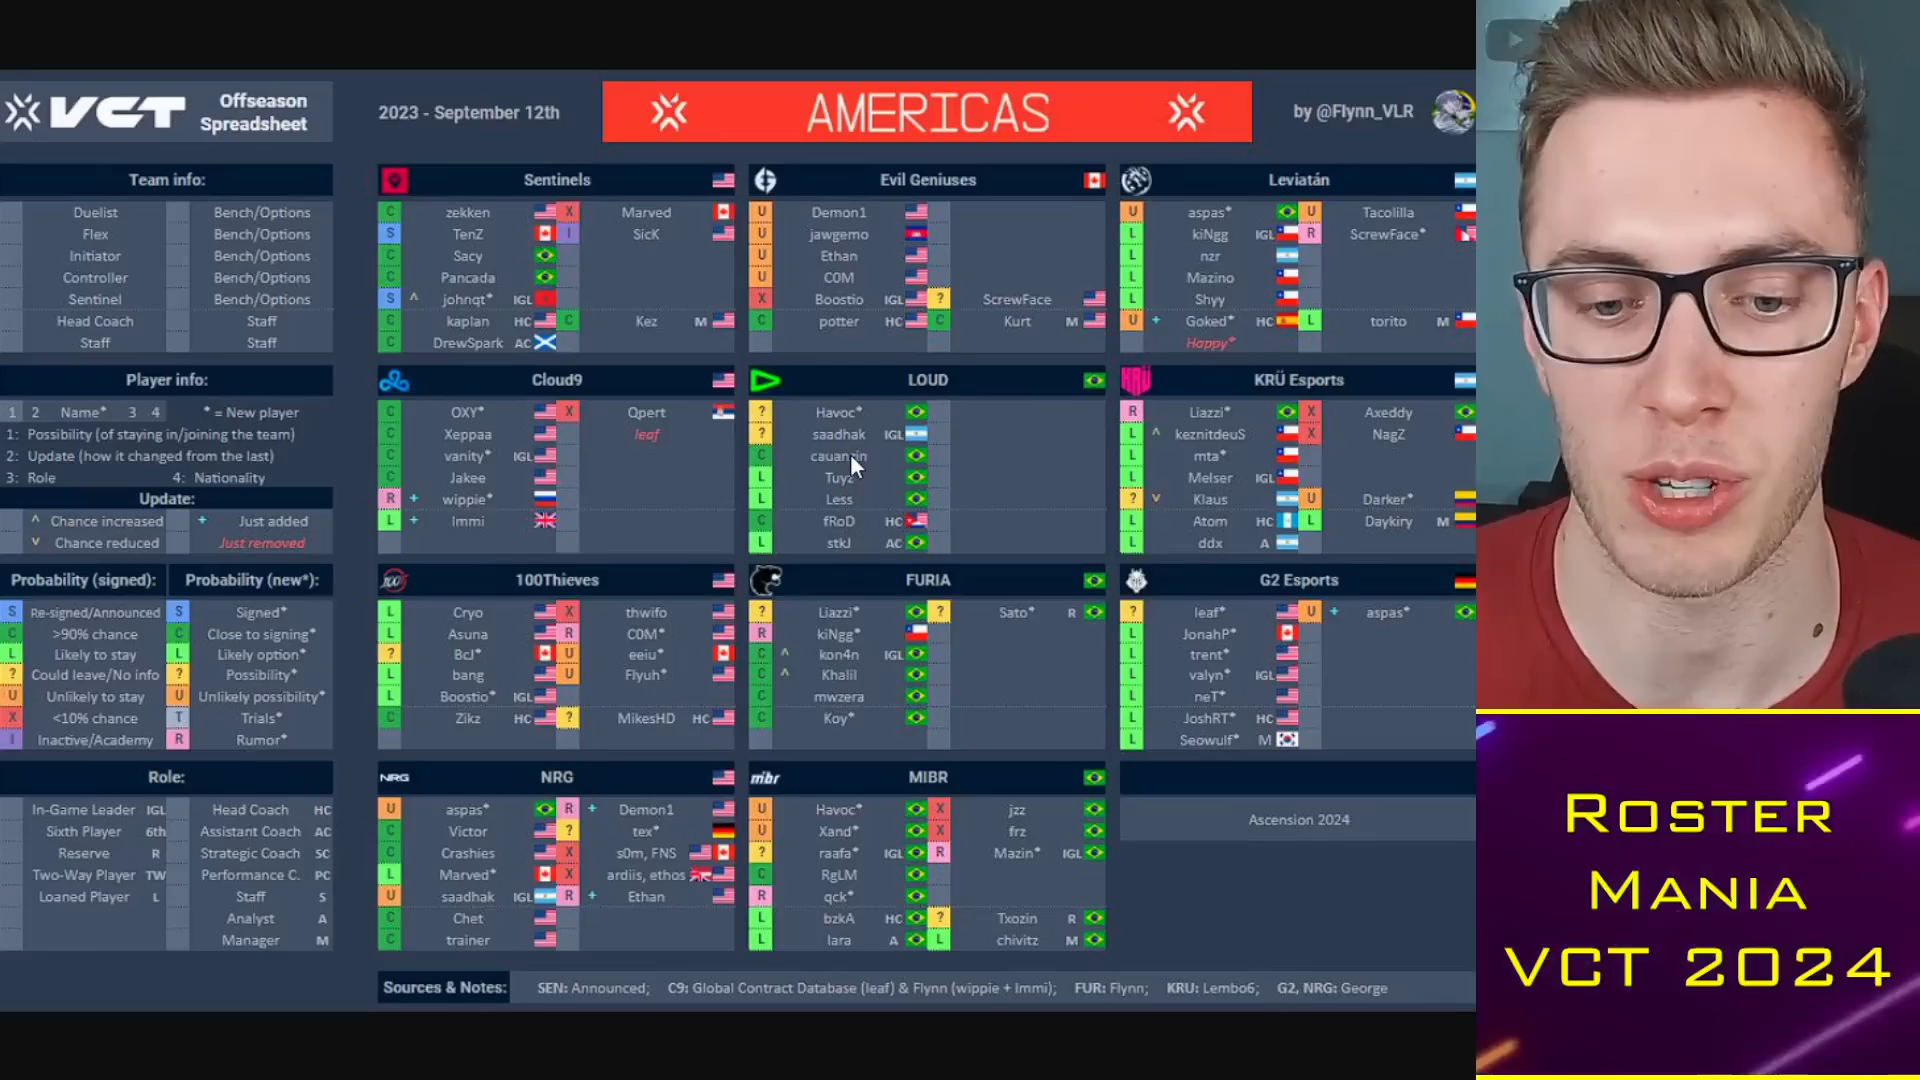 VCT Offseason Spreadsheet
2023 - September 12th
AMERICAS
by @Flynn_VLR
Team info:
Duelist Bench/Options
Flex Bench/Options
Initiator Bench/Options
Controller Bench/Options
Sentinel Bench/Options
Head Coach Staff
Staff Staff
Player info:
1 2 Name* 3 4 * = New player
1: Possibility (of staying in/joining the team)
2: Update (how it changed from the last)
3: Role 4: Nationality
Update:
^ Chance increased + Just added
v Chance reduced Just removed
Probability (signed): Probability (new*):
S Re-signed/Announced S Signed*
C >90% chance C Close to signing*
L Likely to stay L Likely option*
? Could leave/No info ? Possibility*
U Unlikely to stay U Unlikely possibility*
X <10% chance T Trials*
I Inactive/Academy R Rumor*
Role:
In-Game Leader IGL Head Coach HC
Sixth Player 6th Assistant Coach AC
Reserve R Strategic Coach SC
Two-Way Player TW Performance C. PC
Loaned Player L Staff S
Analyst A
Manager M
Sentinels
C zekken X Marved
S TenZ I SicK
C Sacy
C Pancada
S ^ johnqt* IGL
C kaplan HC C Kez M
C DrewSpark AC
Evil Geniuses
U Demon1
U jawgemo
U Ethan
U C0M
X Boostio IGL ? ScrewFace
C potter HC C Kurt M
Leviatán
U aspas* U Tacolilla
L kiNgg IGL R ScrewFace*
L nzr
L Mazino
L Shyy
U + Goked* HC L torito M
Happy*
Cloud9
C OXY* X Qpert
C Xeppaa leaf
C vanity* IGL
C Jakee
R + wippie*
L + Immi
LOUD
? Havoc*
? saadhak IGL
C cauanzin
L Tuyz
L Less
C fRoD HC
L stkJ AC
KRÜ Esports
R Liazzi* X Axeddy
L ^ keznitdeuS X NagZ
L mta*
L Melser IGL
? v Klaus U Darker*
L Atom HC L Daykiry M
L ddx A
100Thieves
L Cryo X thwifo
L Asuna R C0M*
? BcJ* U eeiu*
L bang U Flyuh*
L Boostio* IGL
C Zikz HC ? MikesHD HC
FURIA
? Liazzi* ? Sato* R
R kiNgg*
C ^ kon4n IGL
C ^ Khalil
C mwzera
C Koy*
G2 Esports
? leaf* U + aspas*
L JonahP*
L trent*
L valyn* IGL
L neT*
L JoshRT* HC
L Seowulf* M
NRG
NRG
U aspas* R + Demon1
C Victor ? tex*
C Crashies X s0m, FNS
L Marved* X ardiis, ethos
U saadhak IGL R + Ethan
C Chet
C trainer
mibr
MIBR
U Havoc* X jzz
U Xand* X frz
? raafa* IGL R Mazin* IGL
C RgLM
R qck*
L bzkA HC ? Txozin R
L lara A L chivitz M
Ascension 2024
Sources & Notes: SEN: Announced; C9: Global Contract Database (leaf) & Flynn (wippie + Immi); FUR: Flynn; KRU: Lembo6; G2, NRG: George
ROSTER
MANIA
VCT 2024